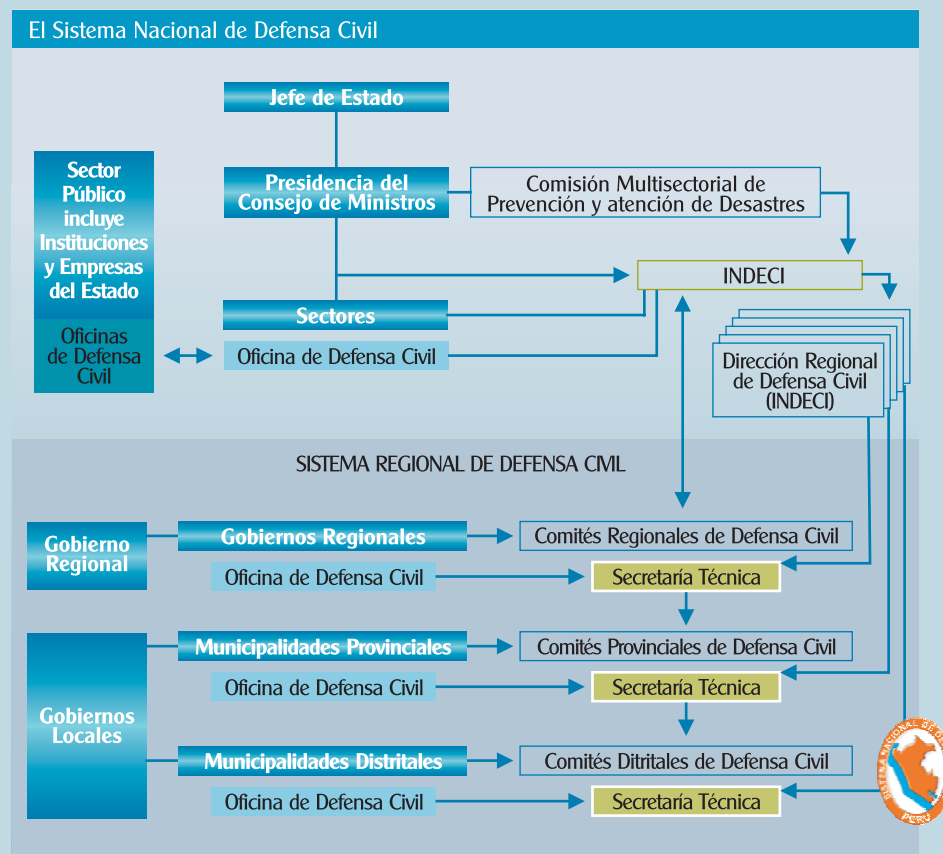 El Sistema Nacional de Defensa Civil
Jefe de Estado
Sector
Público
incluye
Instituciones
y Empresas
del Estado
Oficinas
de Defensa
Civil
Presidencia del
Consejo de Ministros
Comisión Multisectorial de
Prevención y atención de Desastres
INDECI
Sectores
Oficina de Defensa Civil
Dirección Regional
de Defensa Civil
(INDECI)
SISTEMA REGIONAL DE DEFENSA CIVIL
Gobierno
Regional
Gobiernos Regionales
Comités Regionales de Defensa Civil
Oficina de Defensa Civil
Secretaría Técnica
Gobiernos
Locales
Municipalidades Provinciales
Comités Provinciales de Defensa Civil
Oficina de Defensa Civil
Secretaría Técnica
Municipalidades Distritales
Comités Ditritales de Defensa Civil
Oficina de Defensa Civil
Secretaría Técnica
SISTEMA NACIONAL DE
PERU